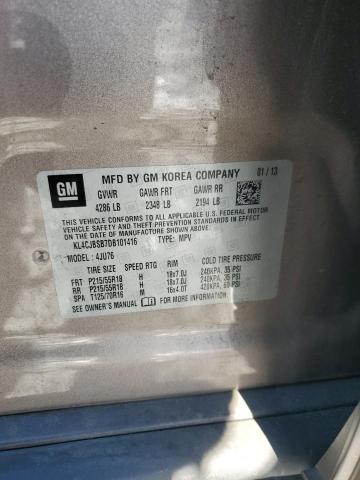 GM
MFD BY GM KOREA COMPANY 01 / 13
GVWR GAWR FRT GAWR RR
4286 LB 2348 LB 2194 LB
THIS VEHICLE CONFORMS TO ALL APPLICABLE U.S. FEDERAL MOTOR
VEHICLE SAFETY, BUMPER, AND THEFT PREVENTION STANDARDS
IN EFFECT ON THE DATE OF MANUFACTURE SHOWN ABOVE.
KL4CJBSB7DB101416 TYPE: MPV
MODEL: 4JU76
TIRE SIZE SPEED RTG RIM COLD TIRE PRESSURE
FRT P215/55R18 H 18x7.0J 240KPA, 35 PSI
RR P215/55R18 H 18x7.0J 240KPA, 35 PSI
SPA T125/70R16 M 16x4.0T 420KPA, 60 PSI
SEE OWNER'S MANUAL FOR MORE INFORMATION.